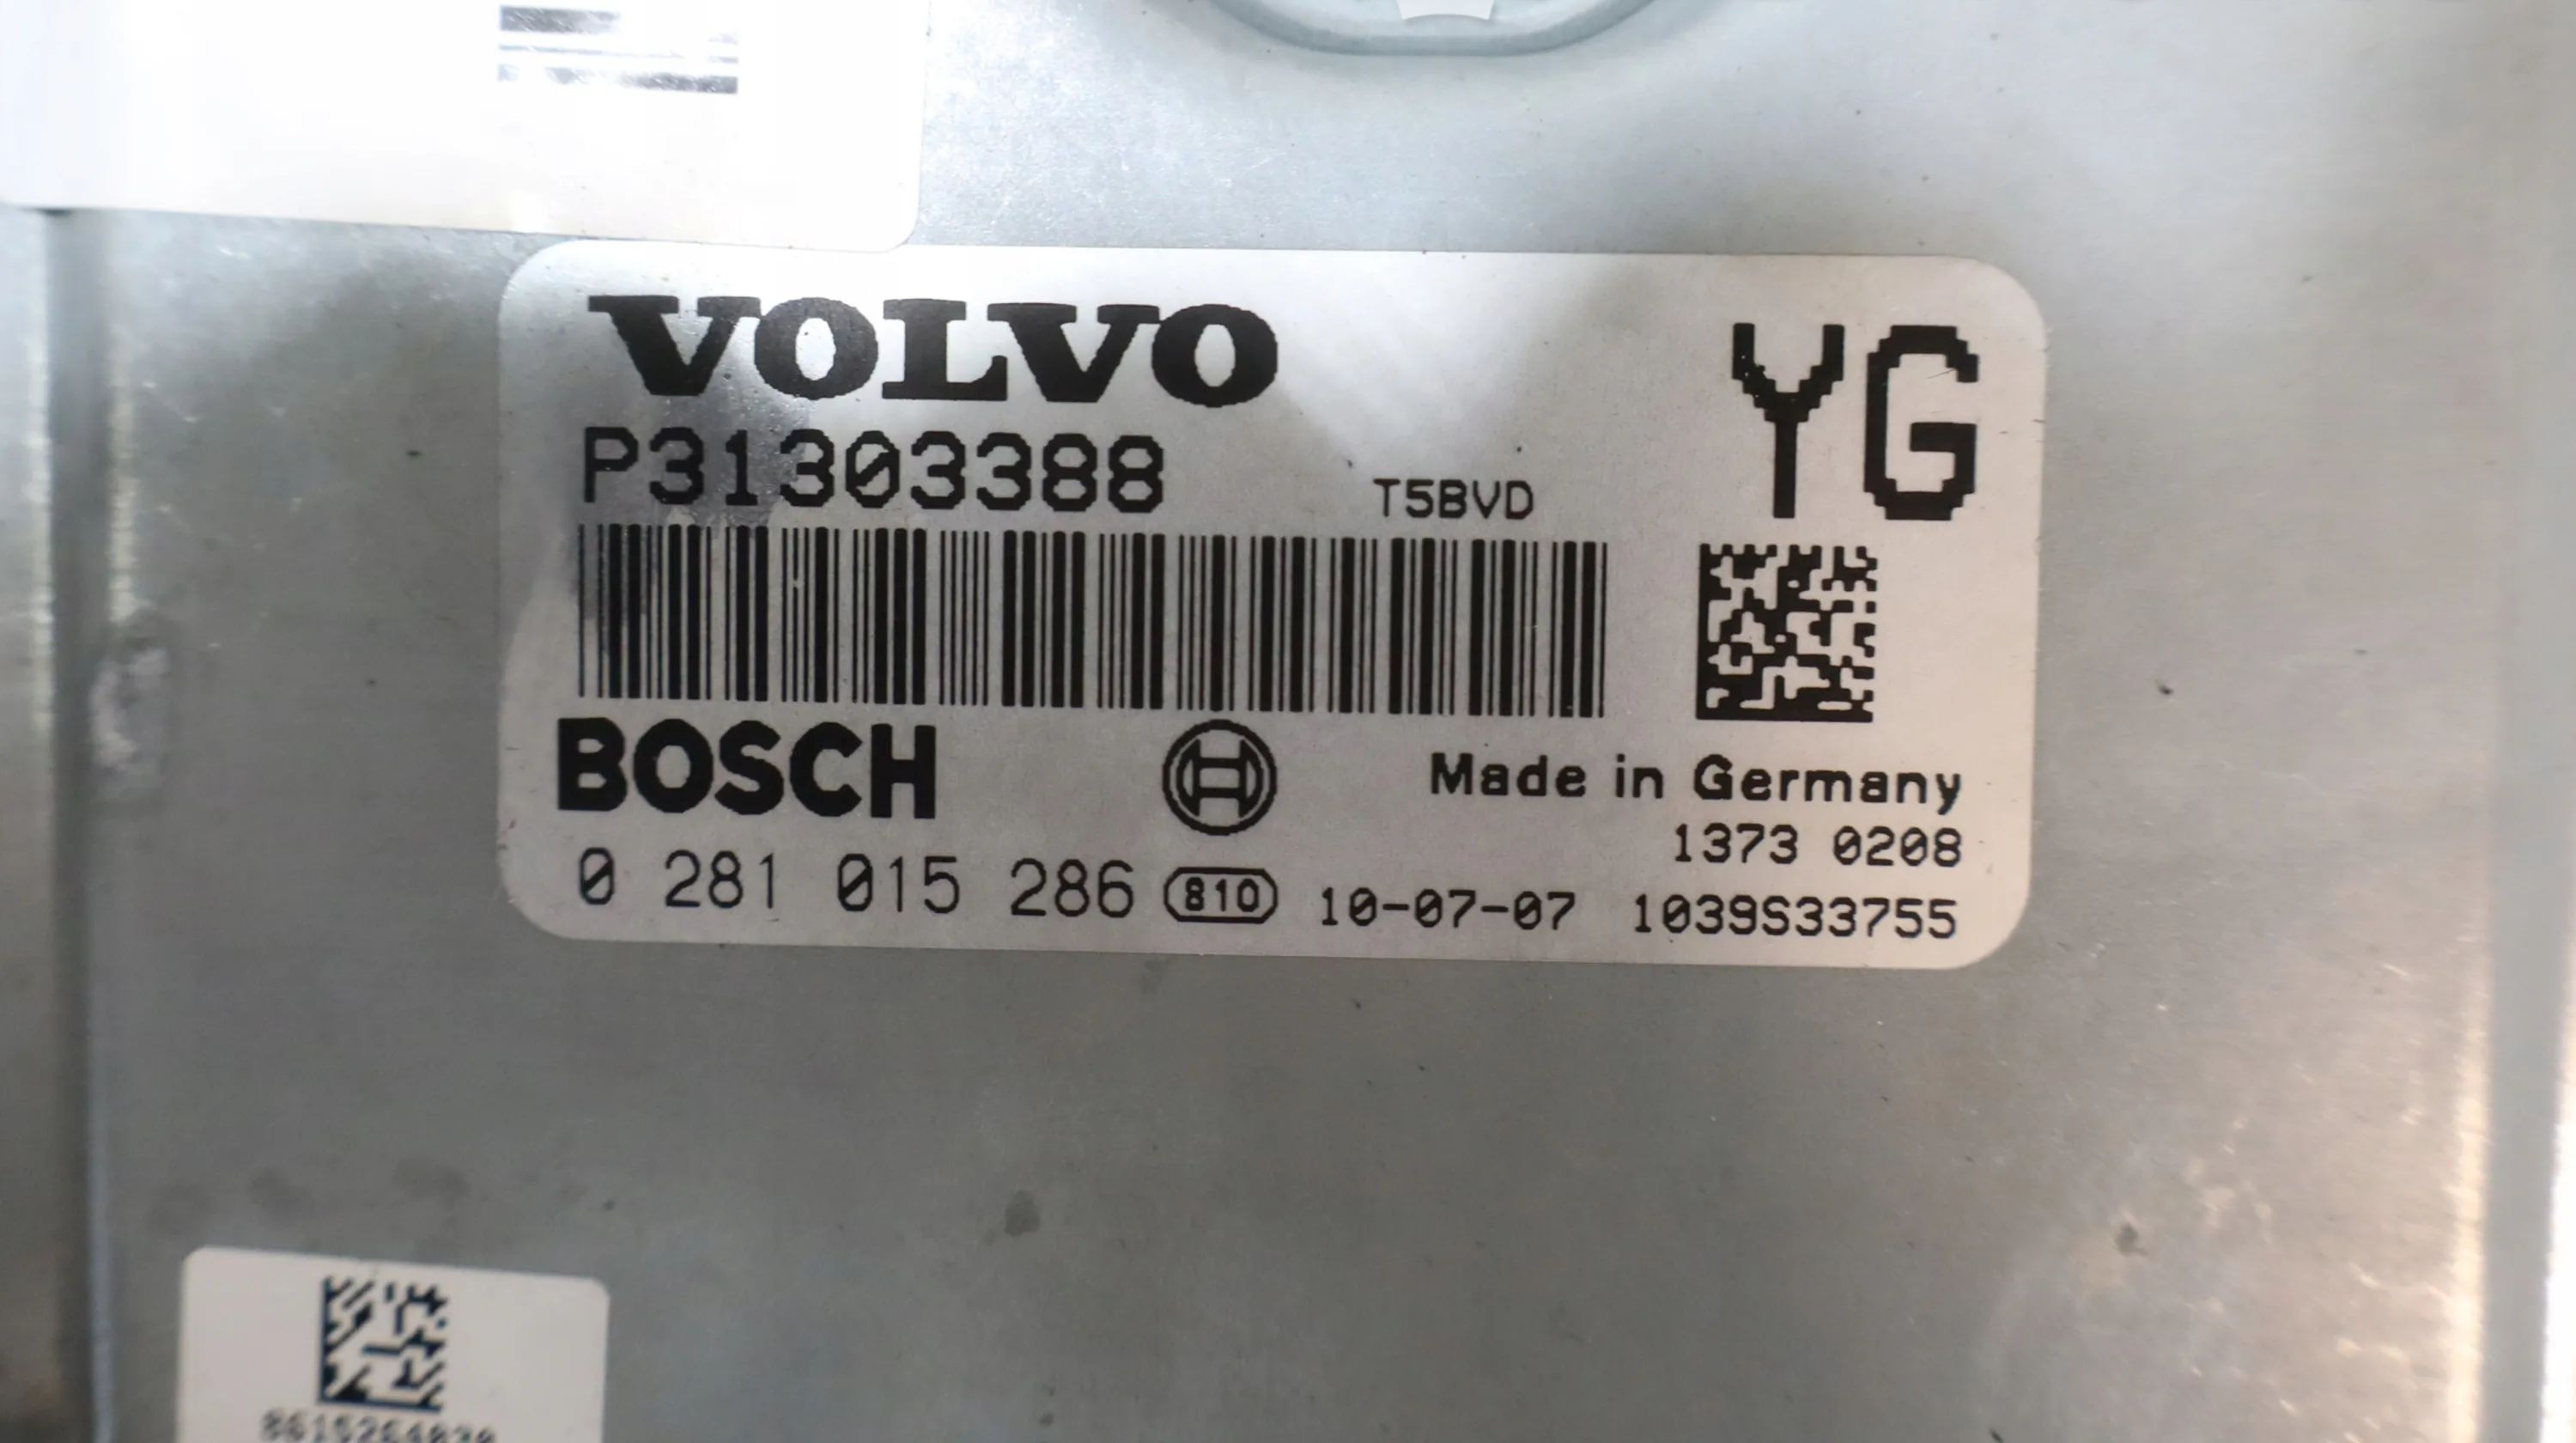 VOLVO
YG
P31303388 T5BVD
BOSCH Made in Germany
1373 0208
0 281 015 286 810 10-07-07 1039S33755